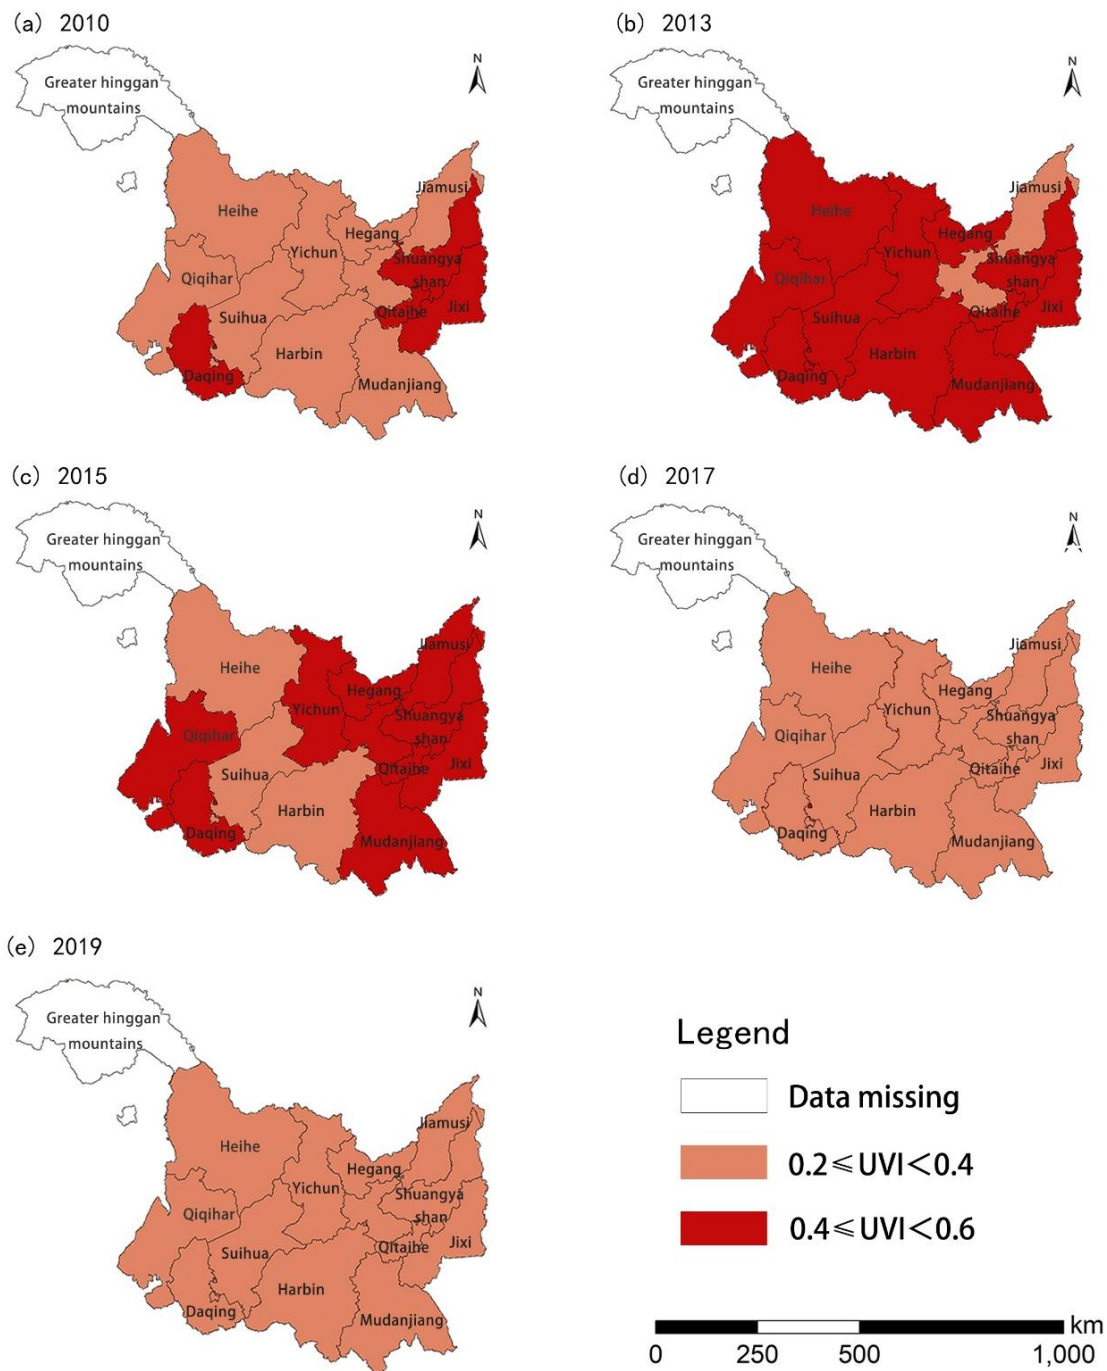 (a) 2010
N
Greater hinggan
mountains
Jiamusi
Heihe
Hegang
Yichun
Shuangya
shan
Qiqihar
Qitaihe
Jixi
Suihua
Harbin
Daqing
Mudanjiang
(b) 2013
N
Greater hinggan
mountains
Jiamusi
Heihe
Hegang
Yichun
Shuangya
shan
Qiqihar
Qitaihe
Jixi
Suihua
Harbin
Daqing
Mudanjiang
(c) 2015
N
Greater hinggan
mountains
Jiamusi
Heihe
Hegang
Yichun
Shuangya
shan
Qiqihar
Qitaihe
Jixi
Suihua
Harbin
Daqing
Mudanjiang
(d) 2017
N
Greater hinggan
mountains
Jiamusi
Heihe
Hegang
Yichun
Shuangya
shan
Qiqihar
Qitaihe
Jixi
Suihua
Harbin
Daqing
Mudanjiang
(e) 2019
N
Greater hinggan
mountains
Jiamusi
Heihe
Hegang
Yichun
Shuangya
shan
Qiqihar
Qitaihe
Jixi
Suihua
Harbin
Daqing
Mudanjiang
Legend
Data missing
0.2≤UVI<0.4
0.4≤UVI<0.6
km
0 250 500 1,000